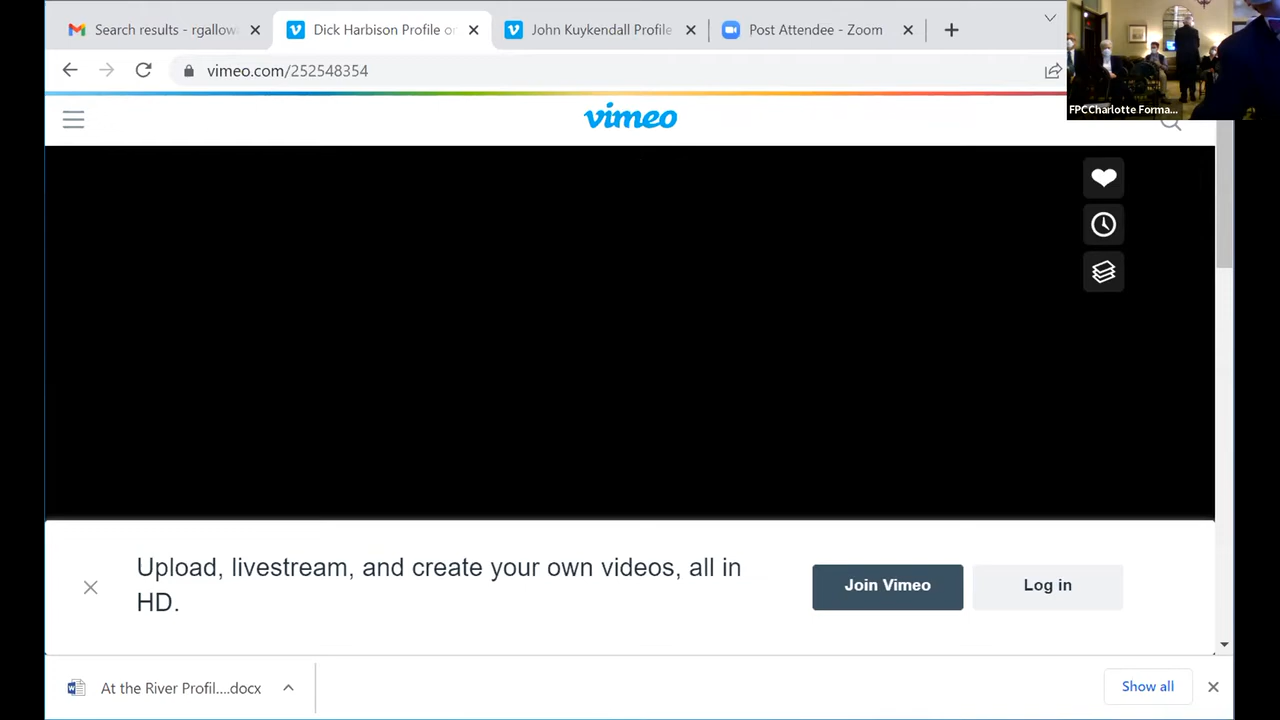 Search results - rgallow
Dick Harbison Profile o
John Kuykendall Profile
Post Attendee - Zoom
vimeo.com/252548354
FPCCharlotte Forma...
vimeo
Upload, livestream, and create your own videos, all in
HD.
Join Vimeo
Log in
At the River Profil....docx
Show all